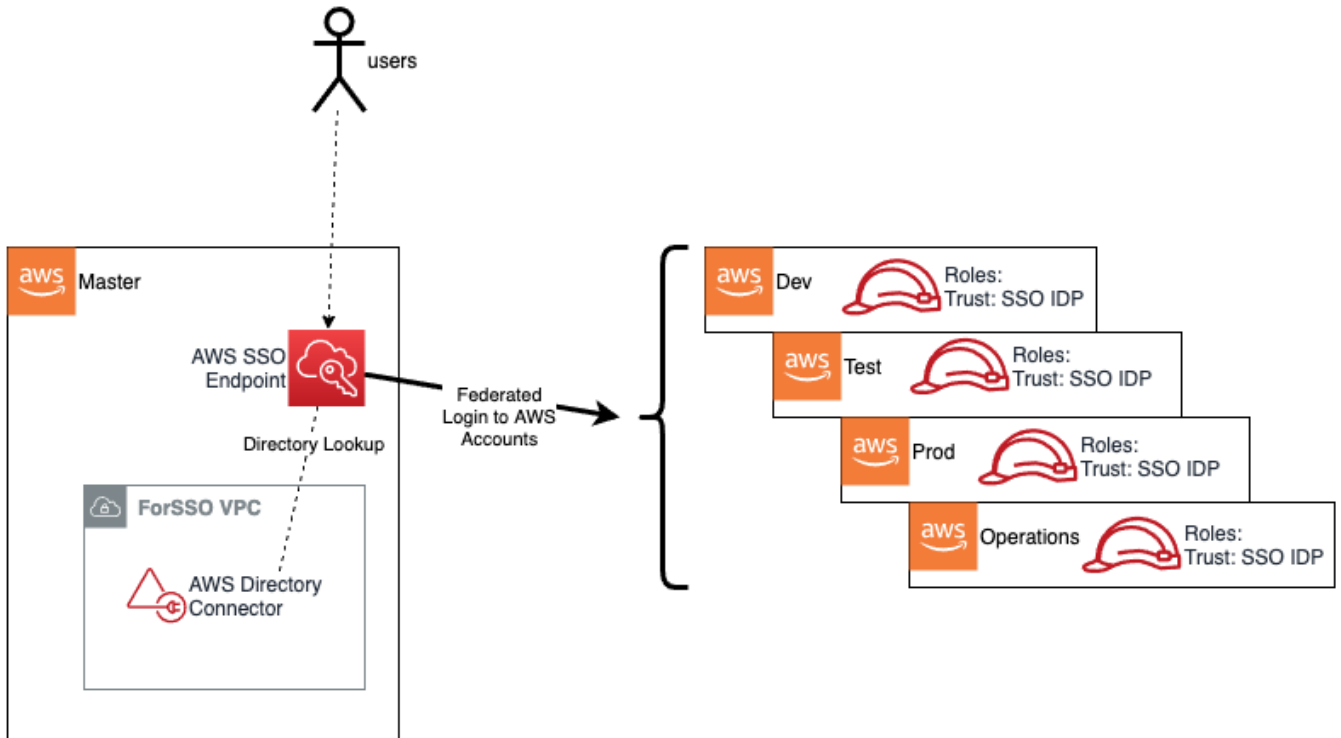 users
aws
Master
AWS SSO
Endpoint
Federated
Login to AWS
Accounts
Directory Lookup
ForSSO VPC
AWS Directory
Connector
aws
Dev
Roles:
Trust: SSO IDP
aws
Test
Roles:
Trust: SSO IDP
aws
Prod
Roles:
Trust: SSO IDP
aws
Operations
Roles:
Trust: SSO IDP